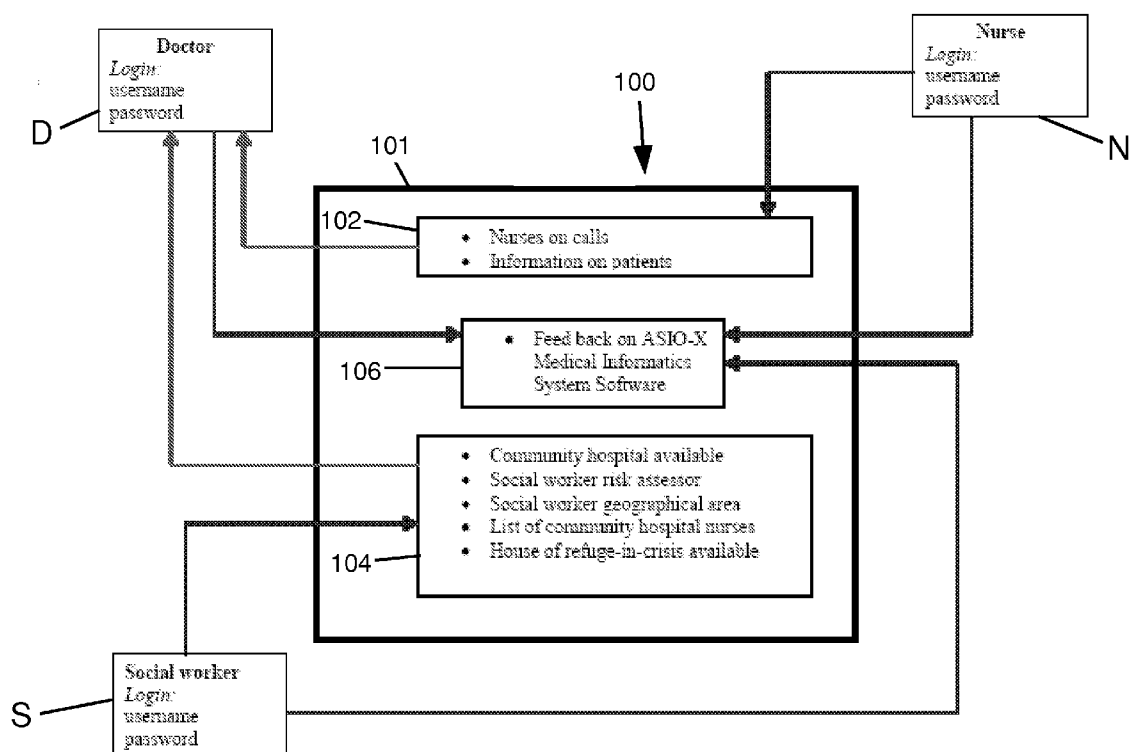 Doctor
Login:
username
password
D
Nurse
Login:
username
password
N
100
101
102
• Nurses on calls
• Information on patients
106
• Feed back on ASIO-X
Medical Informatics
System Software
104
• Community hospital available
• Social worker risk assessor
• Social worker geographical area
• List of community hospital nurses
• House of refuge-in-crisis available
Social worker
Login:
username
password
S